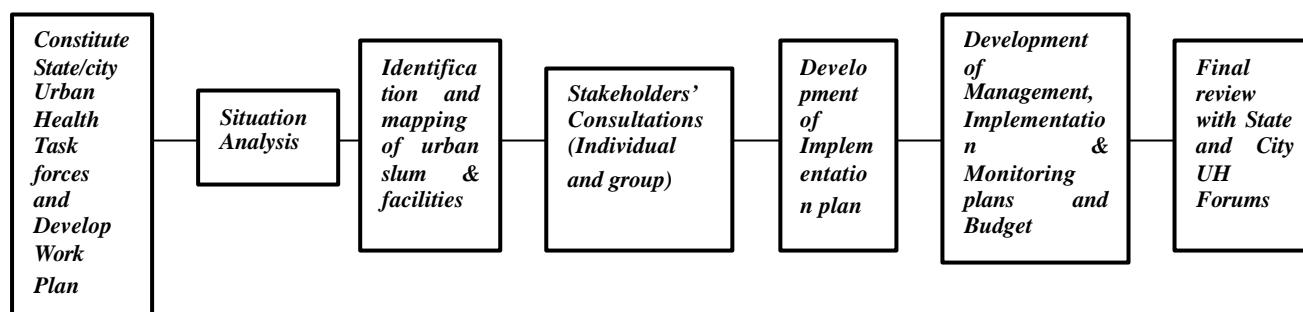 Constitute
State/city
Urban
Health
Task
forces
and
Develop
Work
Plan
Situation
Analysis
Identifica
tion and
mapping
of urban
slum &
facilities
Stakeholders’
Consultations
(Individual
and group)
Develo
pment
of
Implem
entatio
n plan
Development
of
Management,
Implementatio
n &
Monitoring
plans and
Budget
Final
review
with State
and City
UH
Forums